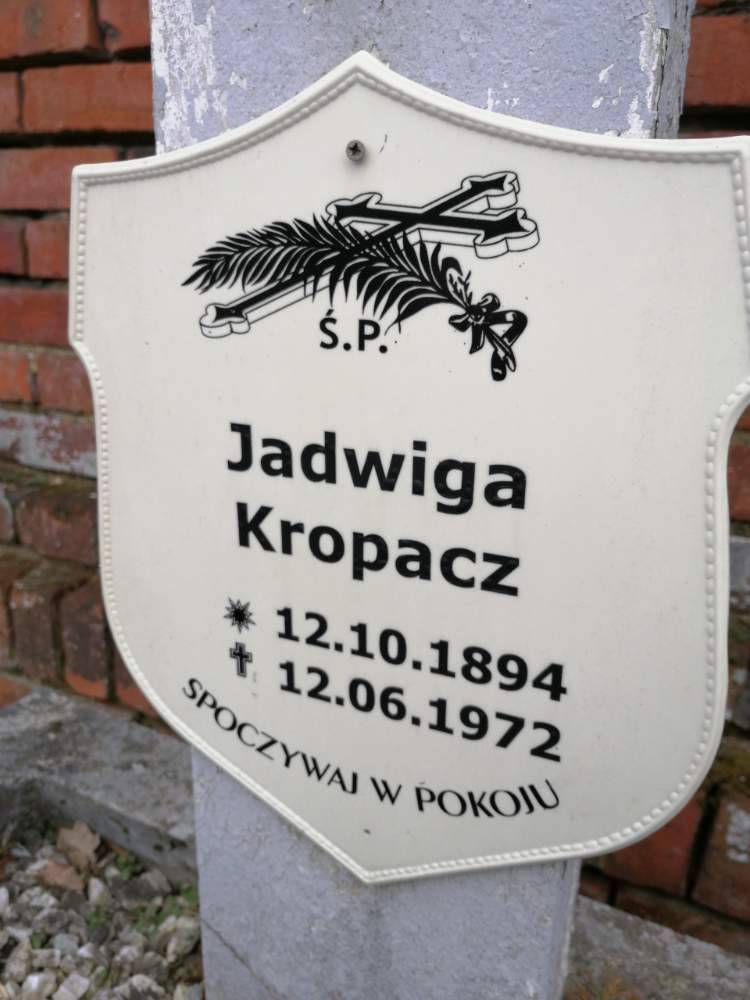 Ś.P.
Jadwiga
Kropacz
12.10.1894
12.06.1972
SPOCZYWAJ W POKOJU